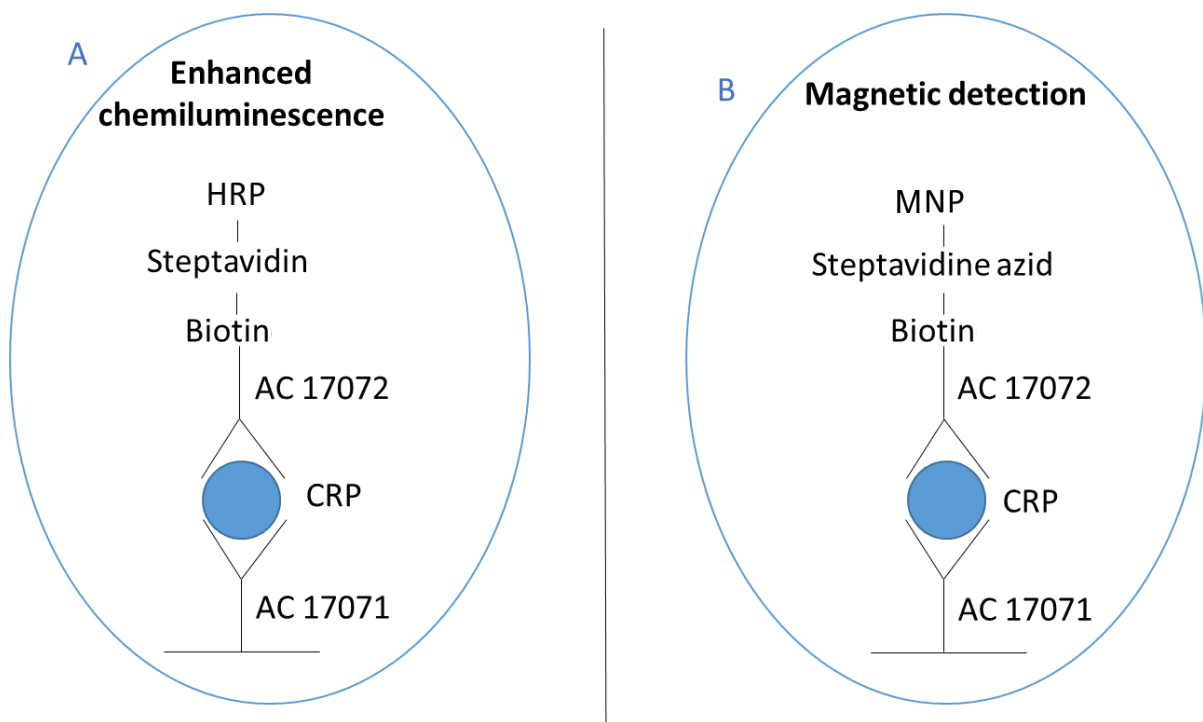 A
Enhanced
chemiluminescence
HRP
Steptavidin
Biotin
AC 17072
CRP
AC 17071
B
Magnetic detection
MNP
Steptavidine azid
Biotin
AC 17072
CRP
AC 17071